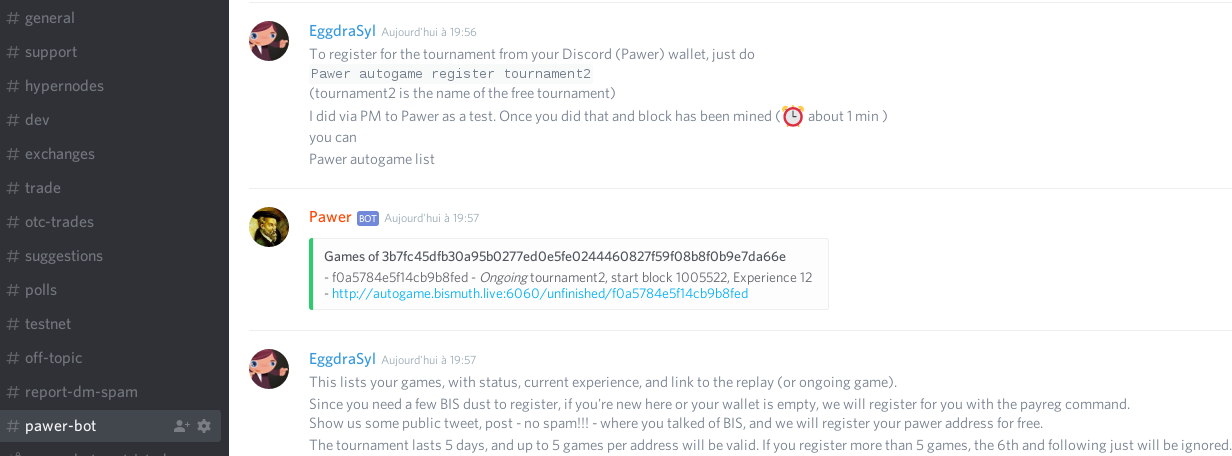 # general
# support
# hypernodes
# dev
# exchanges
# trade
# otc-trades
# suggestions
# polls
# testnet
# off-topic
# report-dm-spam
# pawer-bot
EggdraSyl Aujourd'hui à 19:56
To register for the tournament from your Discord (Pawer) wallet, just do
Pawer autogame register tournament2
(tournament2 is the name of the free tournament)
I did via PM to Pawer as a test. Once you did that and block has been mined ( about 1 min )
you can
Pawer autogame list
Pawer BOT Aujourd'hui à 19:57
Games of 3b7fc45dfb30a95b0277ed0e5fe0244460827f59f08b8f0b9e7da66e
- f0a5784e5f14cb9b8fed - Ongoing tournament2, start block 1005522, Experience 12
- http://autogame.bismuth.live:6060/unfinished/f0a5784e5f14cb9b8fed
EggdraSyl Aujourd'hui à 19:57
This lists your games, with status, current experience, and link to the replay (or ongoing game).
Since you need a few BIS dust to register, if you're new here or your wallet is empty, we will register for you with the payreg command.
Show us some public tweet, post - no spam!!! - where you talked of BIS, and we will register your pawer address for free.
The tournament lasts 5 days, and up to 5 games per address will be valid. If you register more than 5 games, the 6th and following just will be ignored.